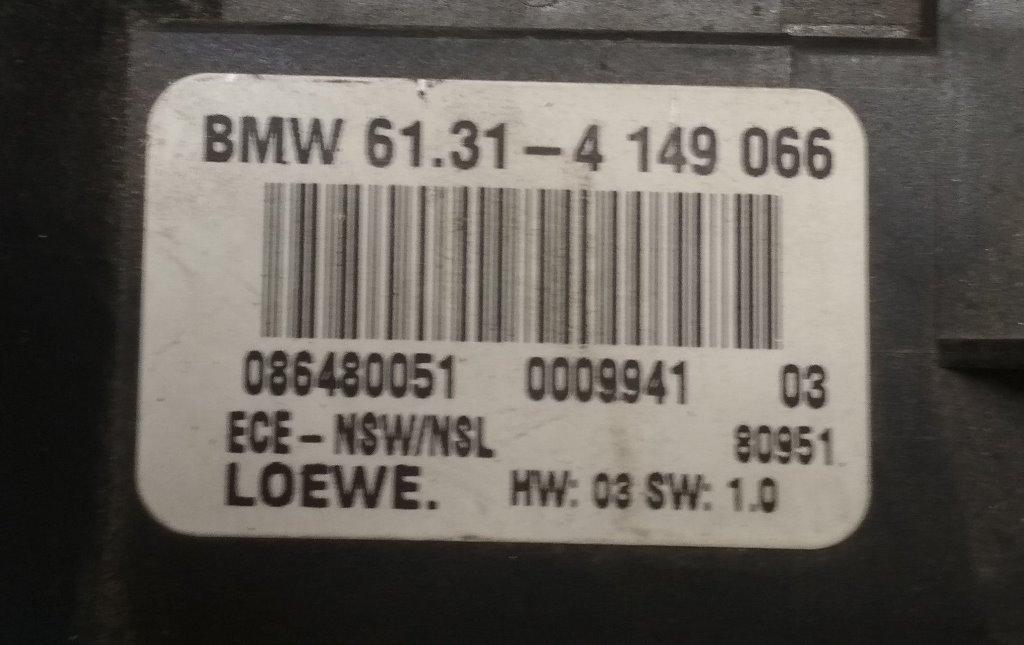 BMW 61.31-4 149 066
086480051 0009941 03
ECE-NSW/NSL 80951
LOEWE. HW: 03 SW: 1.0